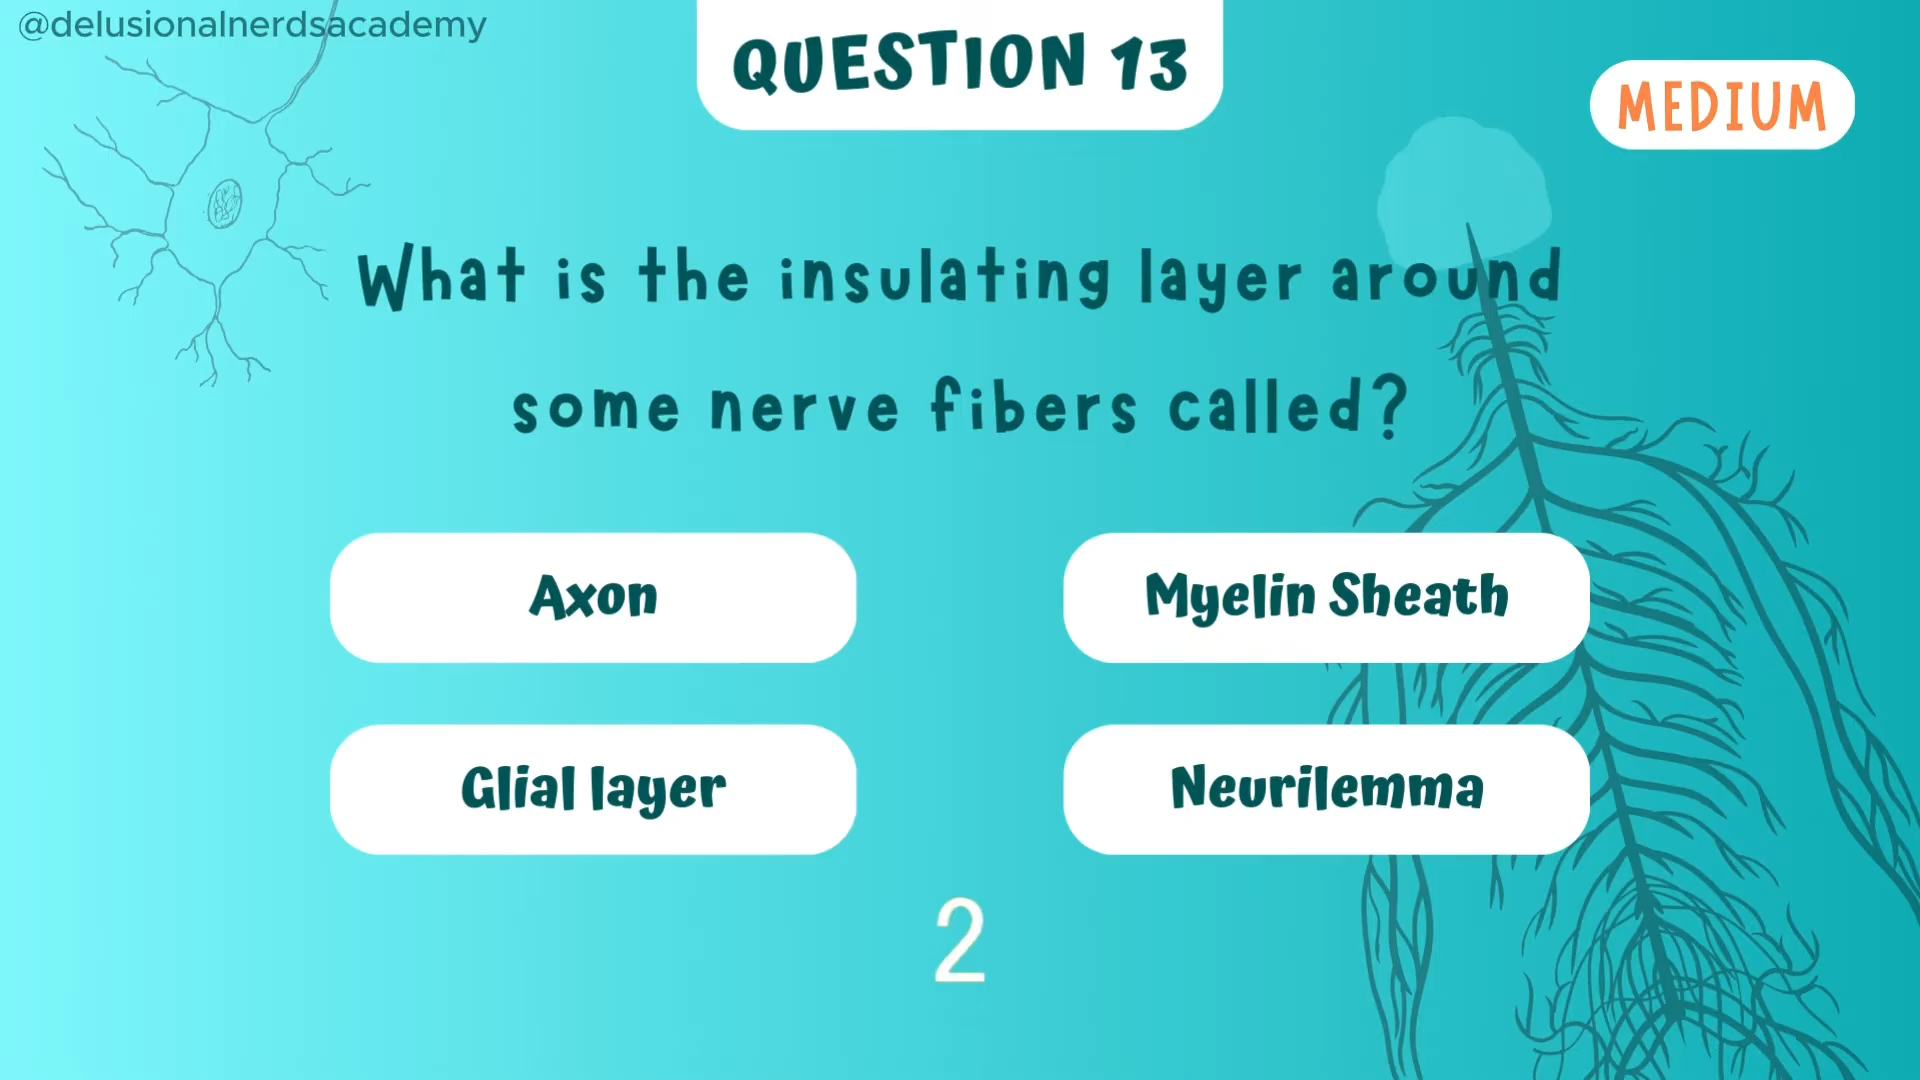 @delusionalnerdsacademy
QUESTION 13
MEDIUM
What is the insulating layer around
some nerve fibers called?
Axon
Myelin Sheath
Glial layer
Neurilemma
2